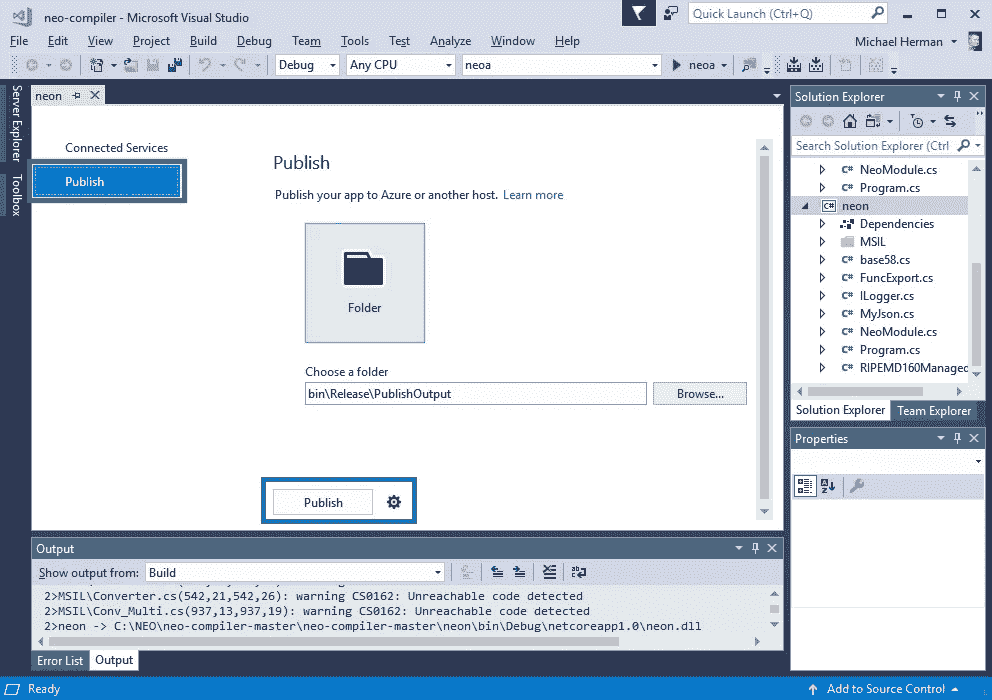 neo-compiler - Microsoft Visual Studio
Quick Launch (Ctrl+Q)
File Edit View Project Build Debug Team Tools Test Analyze Window Help
Michael Herman
Debug Any CPU neoa neoa
Server Explorer
Toolbox
neon
Connected Services
Publish
Publish
Publish your app to Azure or another host. Learn more
Folder
Choose a folder
bin\Release\PublishOutput
Browse...
Publish
Solution Explorer
Search Solution Explorer (Ctrl
NeoModule.cs
Program.cs
neon
Dependencies
MSIL
base58.cs
FuncExport.cs
ILogger.cs
MyJson.cs
NeoModule.cs
Program.cs
RIPEMD160Managed
Solution Explorer Team Explorer
Properties
Output
Show output from: Build
2>MSIL\Converter.cs(542,21,542,26): warning CS0162: Unreachable code detected
2>MSIL\Conv_Multi.cs(937,13,937,19): warning CS0162: Unreachable code detected
2>neon -> C:\NEO\neo-compiler-master\neo-compiler-master\neon\bin\Debug\netcoreapp1.0\neon.dll
Error List Output
Ready
Add to Source Control